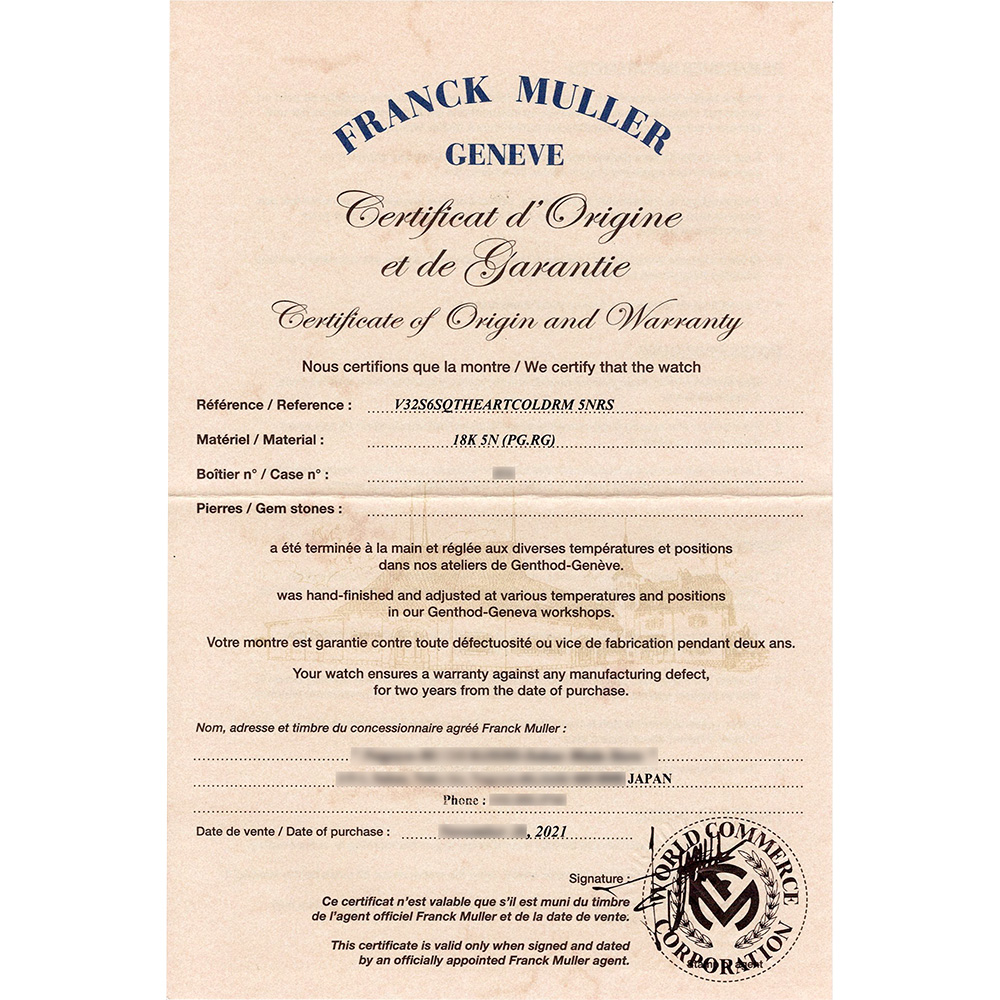 FRANCK MULLER
GENEVE
Certificat d'Origine
et de Garantie
Certificate of Origin and Warranty
Nous certifions que la montre / We certify that the watch
Référence / Reference : V32S6SQTHEARTCOLDRM 5NRS
Matériel / Material : 18K 5N (PG.RG)
Boîtier n° / Case n° :
Pierres / Gem stones :
a été terminée à la main et réglée aux diverses températures et positions
dans nos ateliers de Genthod-Genève.
was hand-finished and adjusted at various temperatures and positions
in our Genthod-Geneva workshops.
Votre montre est garantie contre toute défectuosité ou vice de fabrication pendant deux ans.
Your watch ensures a warranty against any manufacturing defect,
for two years from the date of purchase.
Nom, adresse et timbre du concessionnaire agréé Franck Muller :
JAPAN
Phone :
Date de vente / Date of purchase : , 2021
Signature :
Ce certificat n'est valable que s'il est muni du timbre
de l'agent officiel Franck Muller et de la date de vente.
This certificate is valid only when signed and dated
by an officially appointed Franck Muller agent.
WORLD COMMERCE
CORPORATION